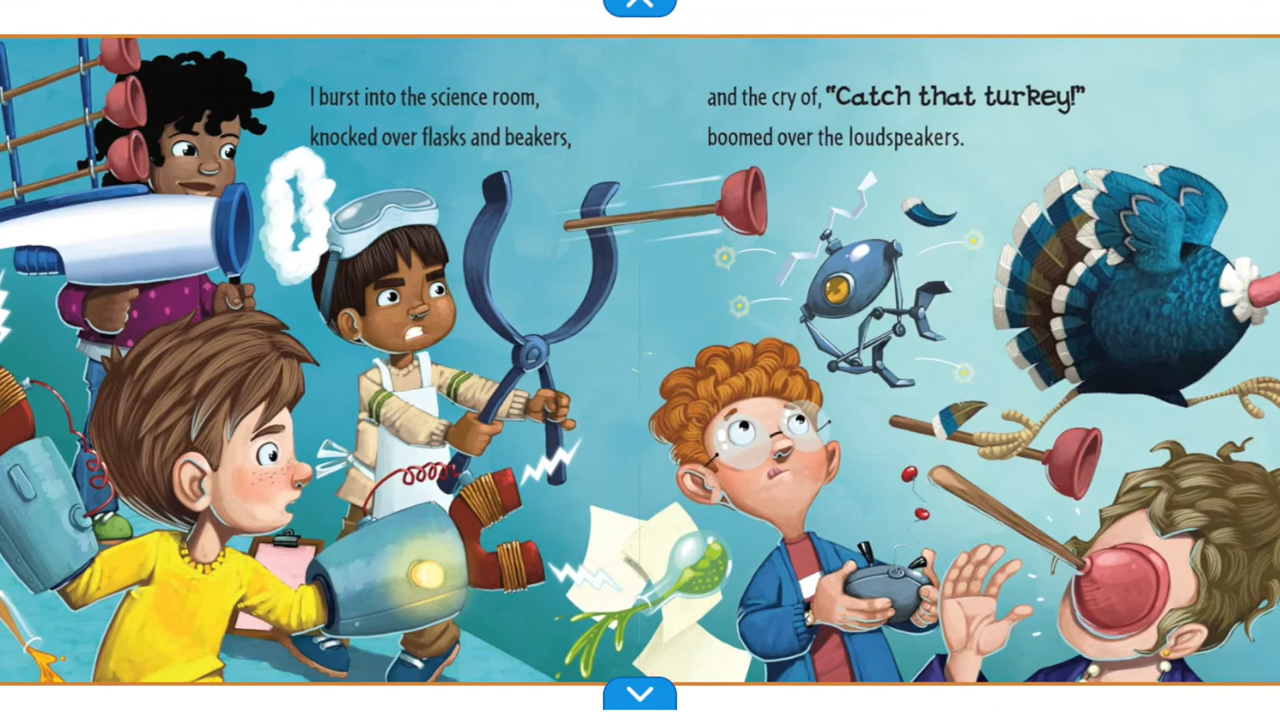 I burst into the science room,
knocked over flasks and beakers,
and the cry of, "Catch that turkey!"
boomed over the loudspeakers.